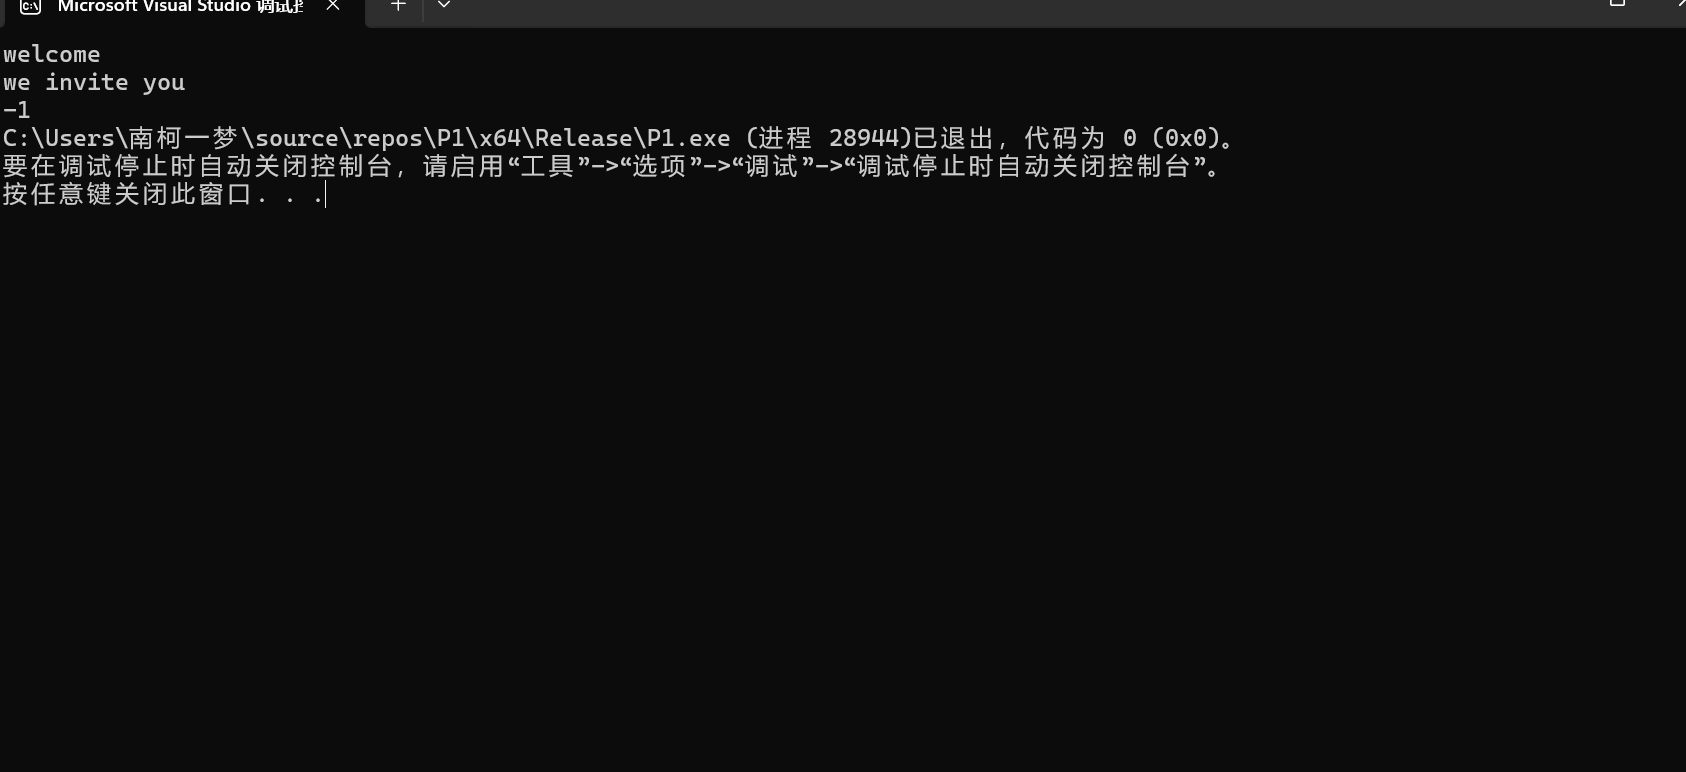 Microsoft Visual Studio 调试控
welcome
we invite you
-1
C:\Users\南柯一梦\source\repos\P1\x64\Release\P1.exe (进程 28944)已退出，代码为 0 (0x0)。
要在调试停止时自动关闭控制台，请启用“工具”->“选项”->“调试”->“调试停止时自动关闭控制台”。
按任意键关闭此窗口. . .